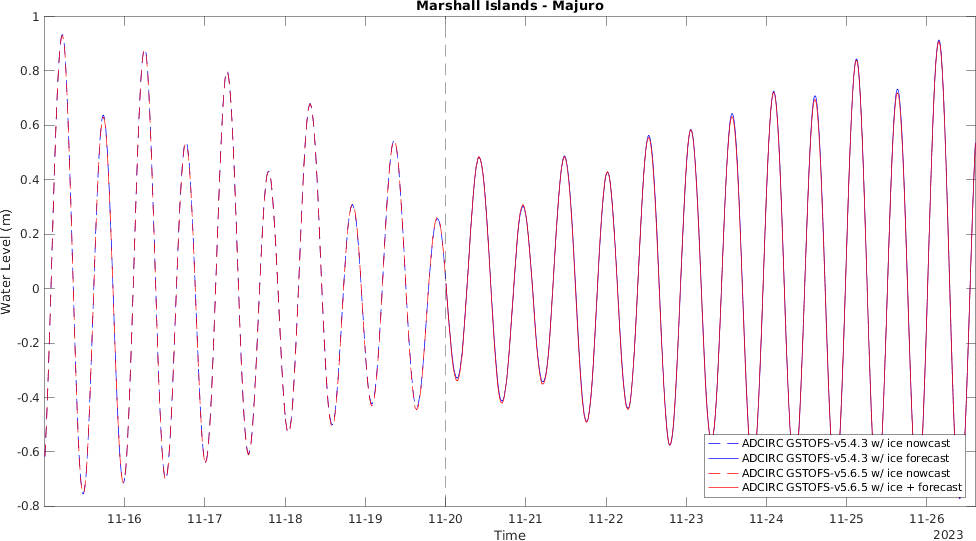 Marshall Islands - Majuro
1
0.8
0.6
0.4
0.2
0
-0.2
-0.4
-0.6
-0.8
Water Level (m)
ADCIRC GSTOFS-v5.4.3 w/ ice nowcast
ADCIRC GSTOFS-v5.4.3 w/ ice forecast
ADCIRC GSTOFS-v5.6.5 w/ ice nowcast
ADCIRC GSTOFS-v5.6.5 w/ ice + forecast
11-16 11-17 11-18 11-19 11-20 11-21 11-22 11-23 11-24 11-25 11-26
Time
2023